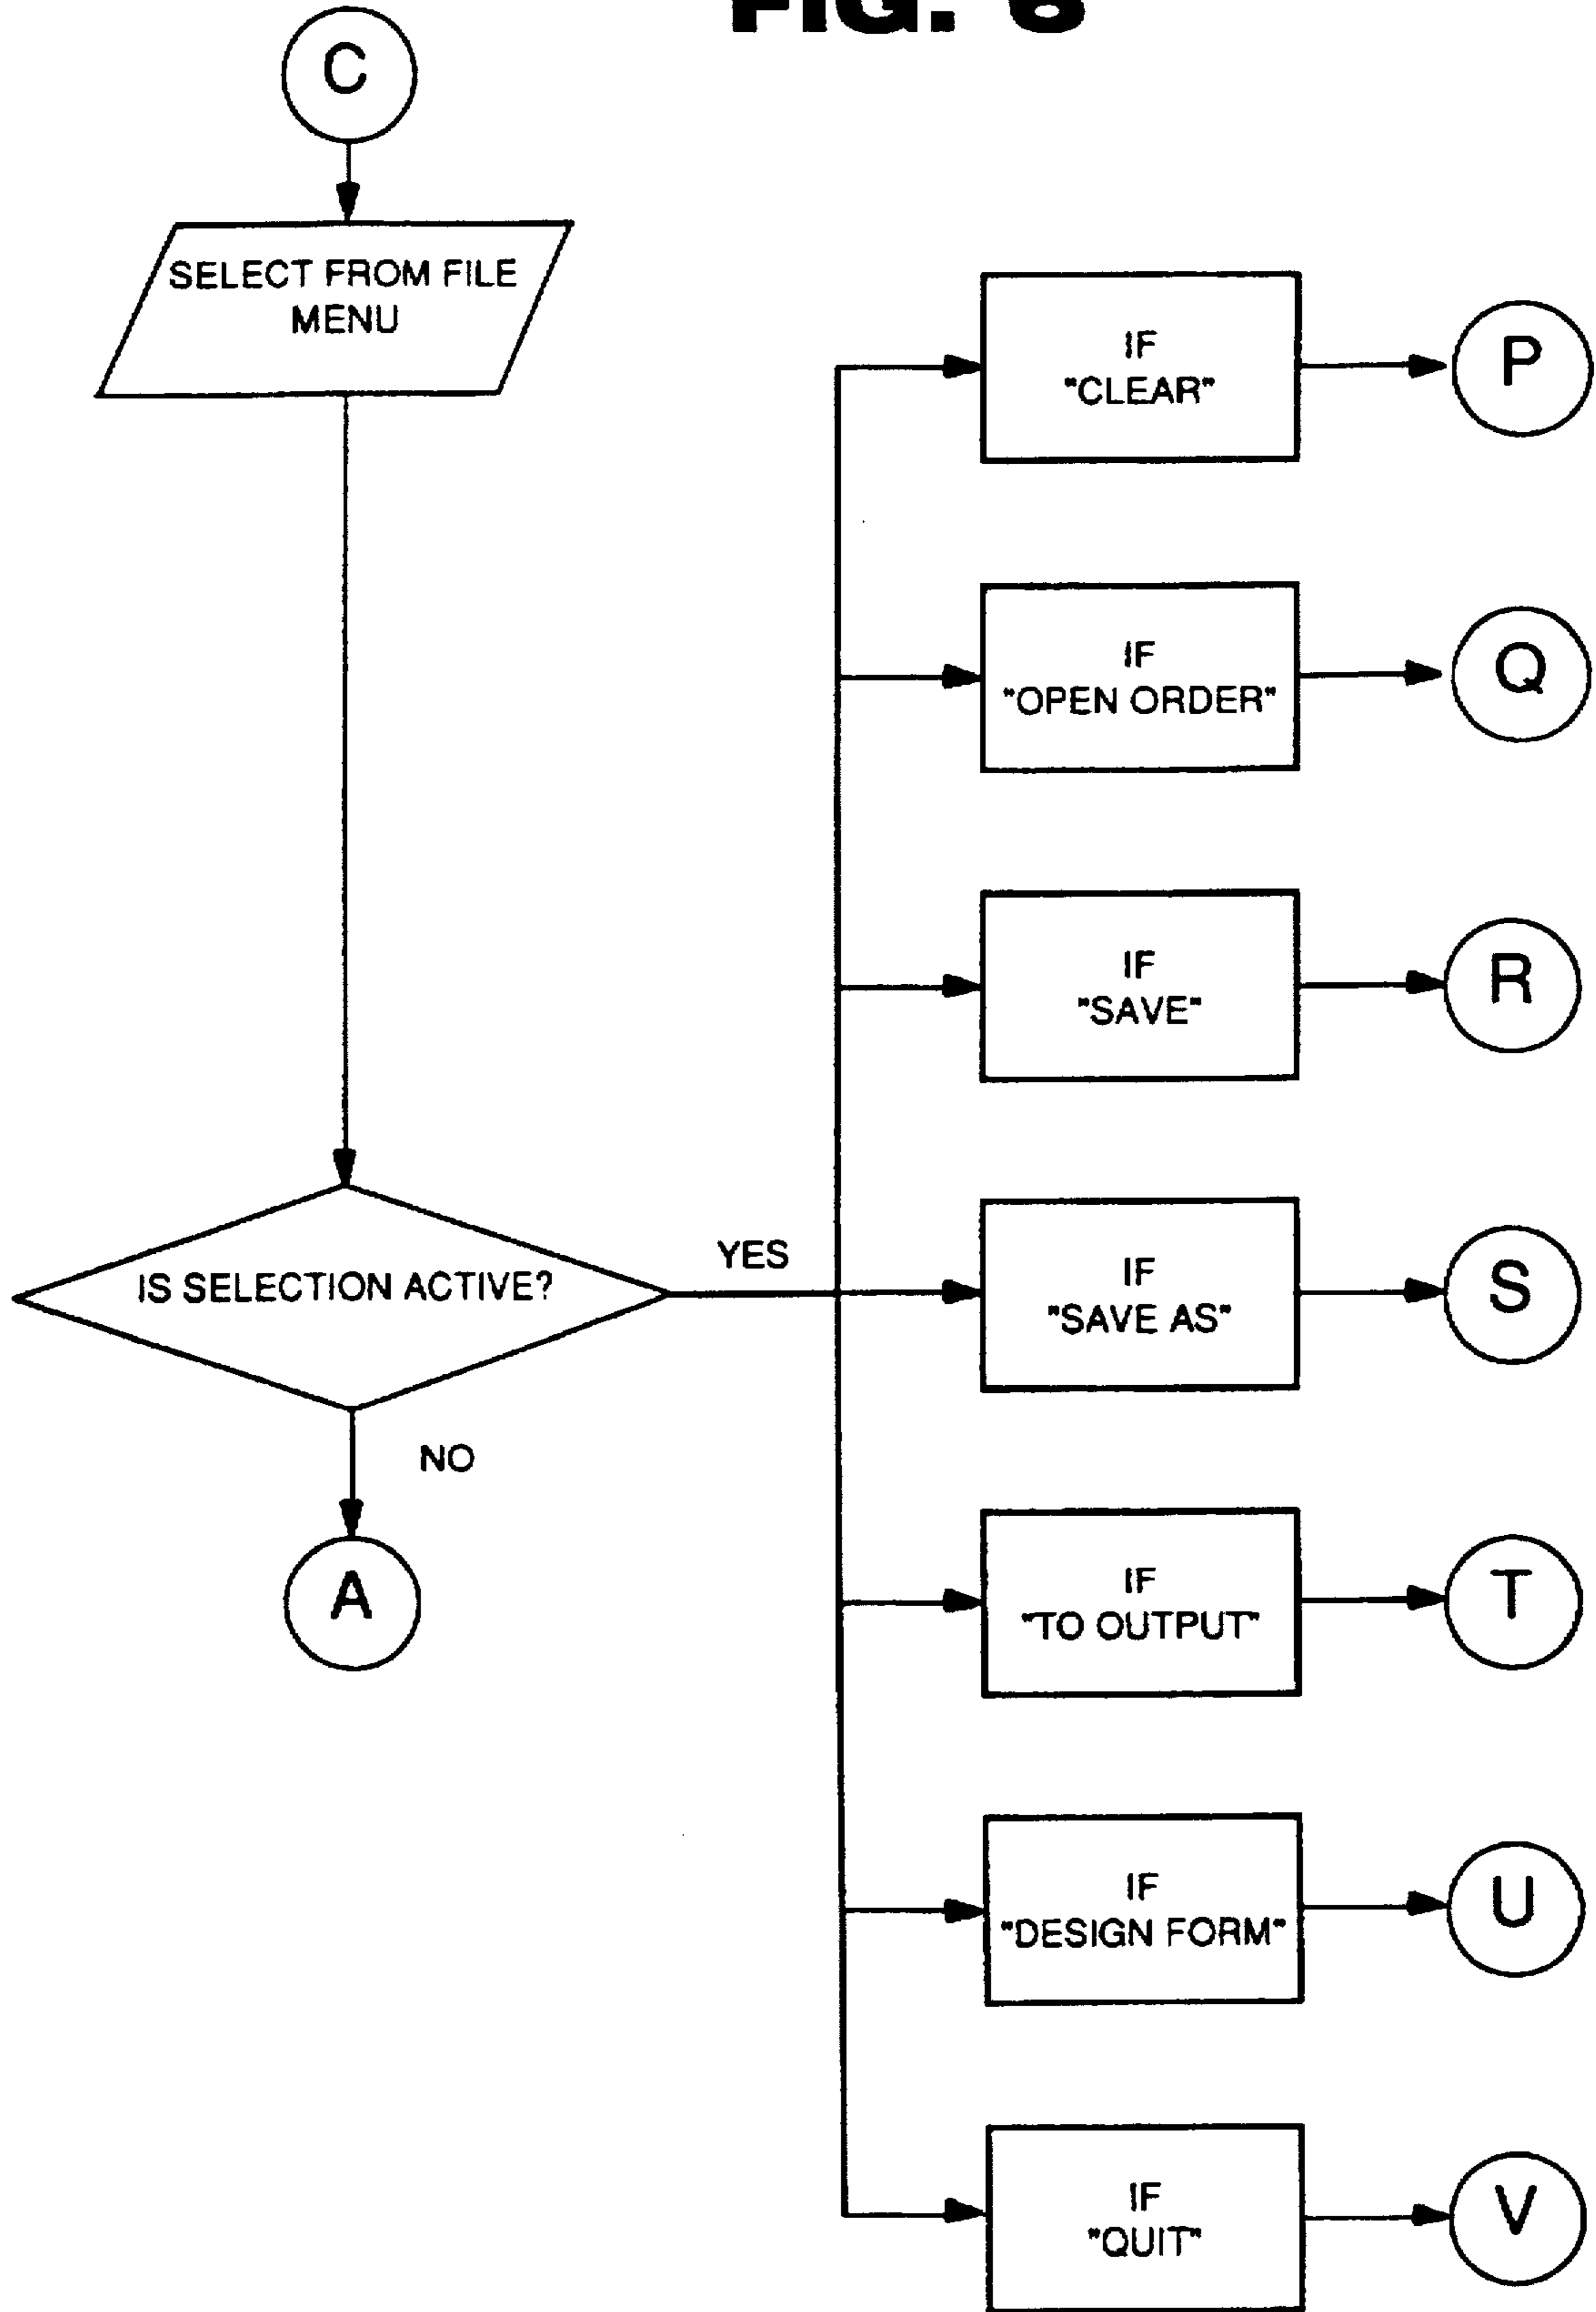 FIG. 6
C
SELECT FROM FILE
MENU
IF
"CLEAR"
P
IF
"OPEN ORDER"
Q
IF
"SAVE"
R
IS SELECTION ACTIVE?
YES
IF
"SAVE AS"
S
NO
A
IF
"TO OUTPUT"
T
IF
"DESIGN FORM"
U
IF
"QUIT"
V